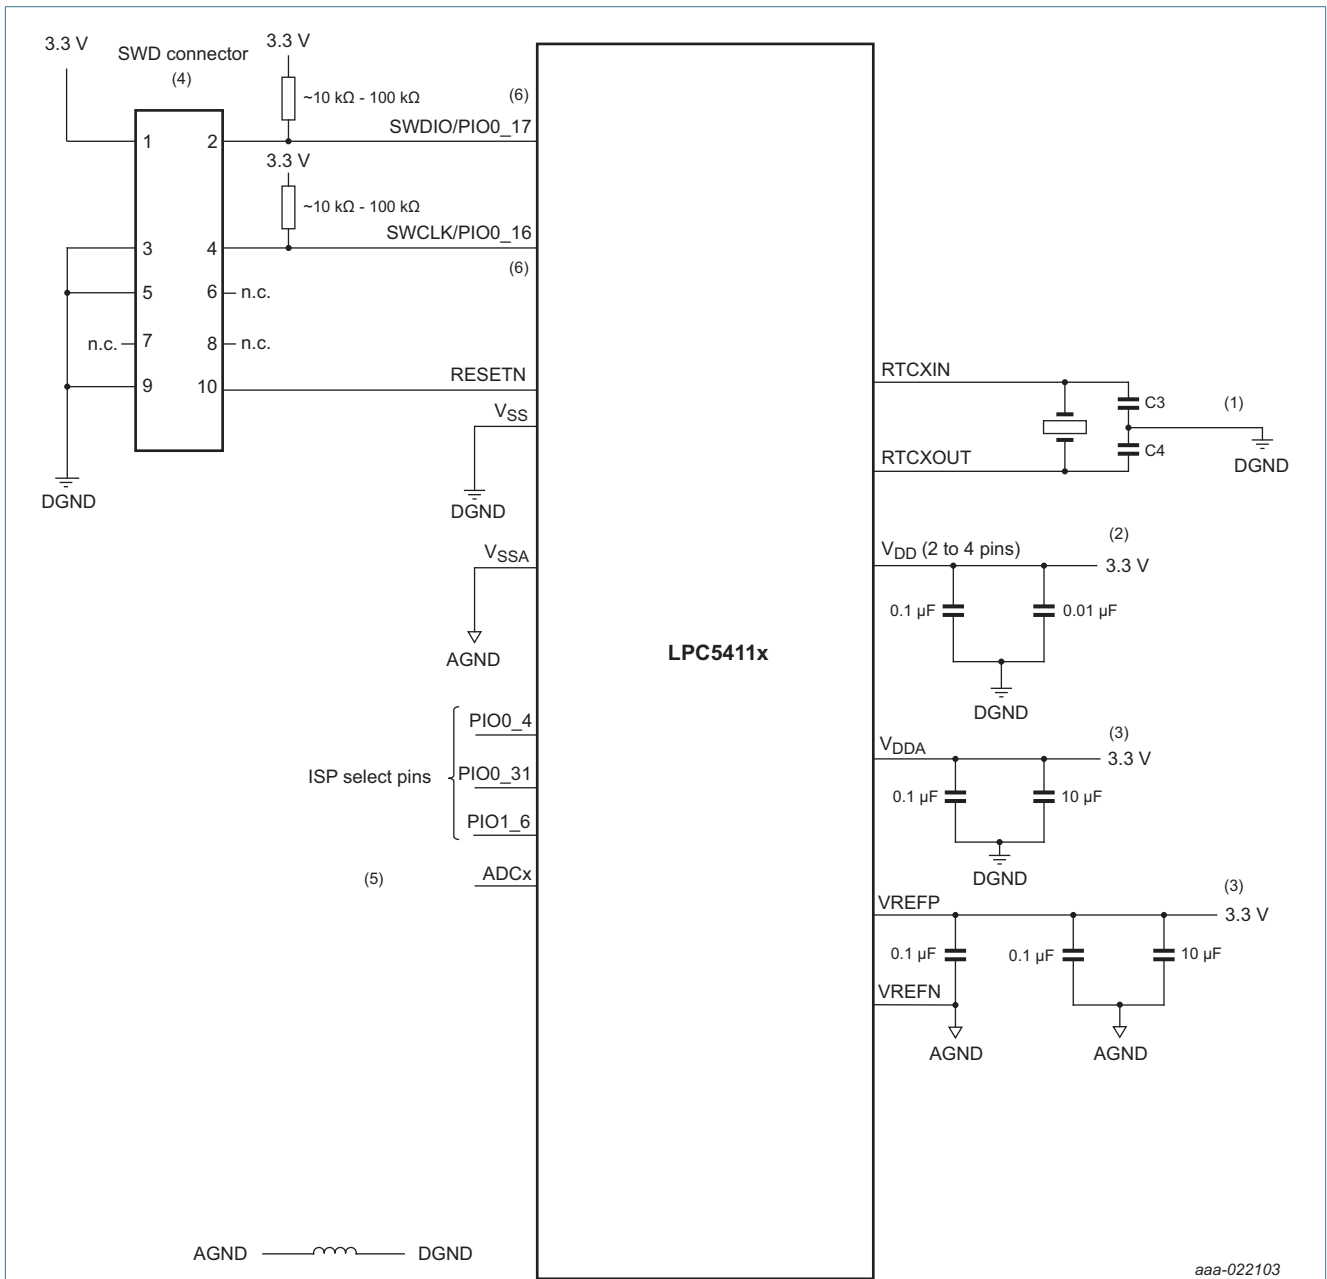 3.3 V
SWD connector
(4)
3.3 V
~10 kΩ - 100 kΩ
(6)
SWDIO/PIO0_17
1
2
3.3 V
~10 kΩ - 100 kΩ
SWCLK/PIO0_16
3
4
(6)
5
6
n.c.
n.c.
7
8
n.c.
9
10
RESETN
DGND
VSS
DGND
VSSA
AGND
ISP select pins
PIO0_4
PIO0_31
PIO1_6
(5)
ADCx
LPC5411x
RTCXIN
C3
(1)
C4
RTCXOUT
DGND
VDD (2 to 4 pins)
(2)
3.3 V
0.1 µF
0.01 µF
DGND
VDDA
(3)
3.3 V
0.1 µF
10 µF
DGND
VREFP
(3)
3.3 V
0.1 µF
0.1 µF
10 µF
VREFN
AGND
AGND
AGND
DGND
aaa-022103